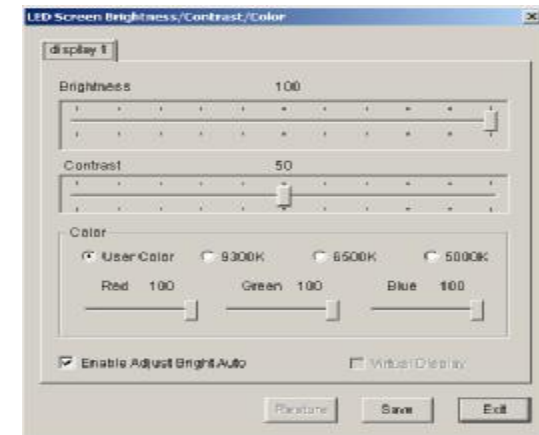 LED Screen Brightness/Contrast/Color
display 1
Brightness 100
Contrast 50
Color
User Color 9300K 6500K 5000K
Red 100 Green 100 Blue 100
Enable Adjust Bright Auto Virtual Display
Restore Save Exit